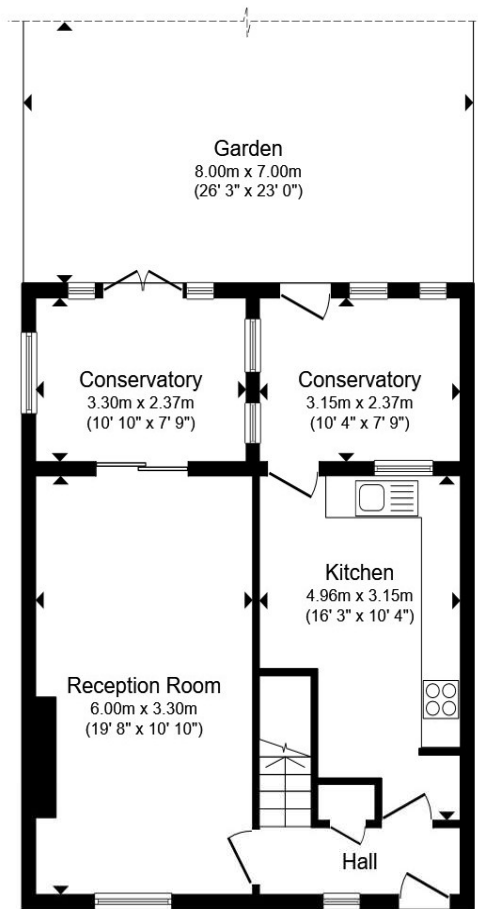 Garden
8.00m x 7.00m
(26' 3" x 23' 0")
Conservatory
3.30m x 2.37m
(10' 10" x 7' 9")
Conservatory
3.15m x 2.37m
(10' 4" x 7' 9")
Kitchen
4.96m x 3.15m
(16' 3" x 10' 4")
Reception Room
6.00m x 3.30m
(19' 8" x 10' 10")
Hall